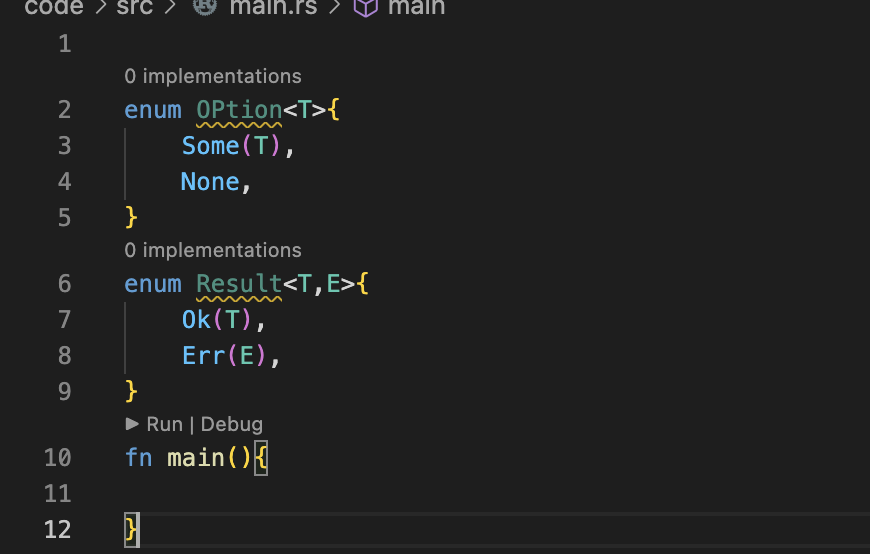 code > src > main.rs > main
1
0 implementations
2 enum OPtion<T>{
3     Some(T),
4     None,
5 }
0 implementations
6 enum Result<T,E>{
7     Ok(T),
8     Err(E),
9 }
Run | Debug
10 fn main(){
11
12 }